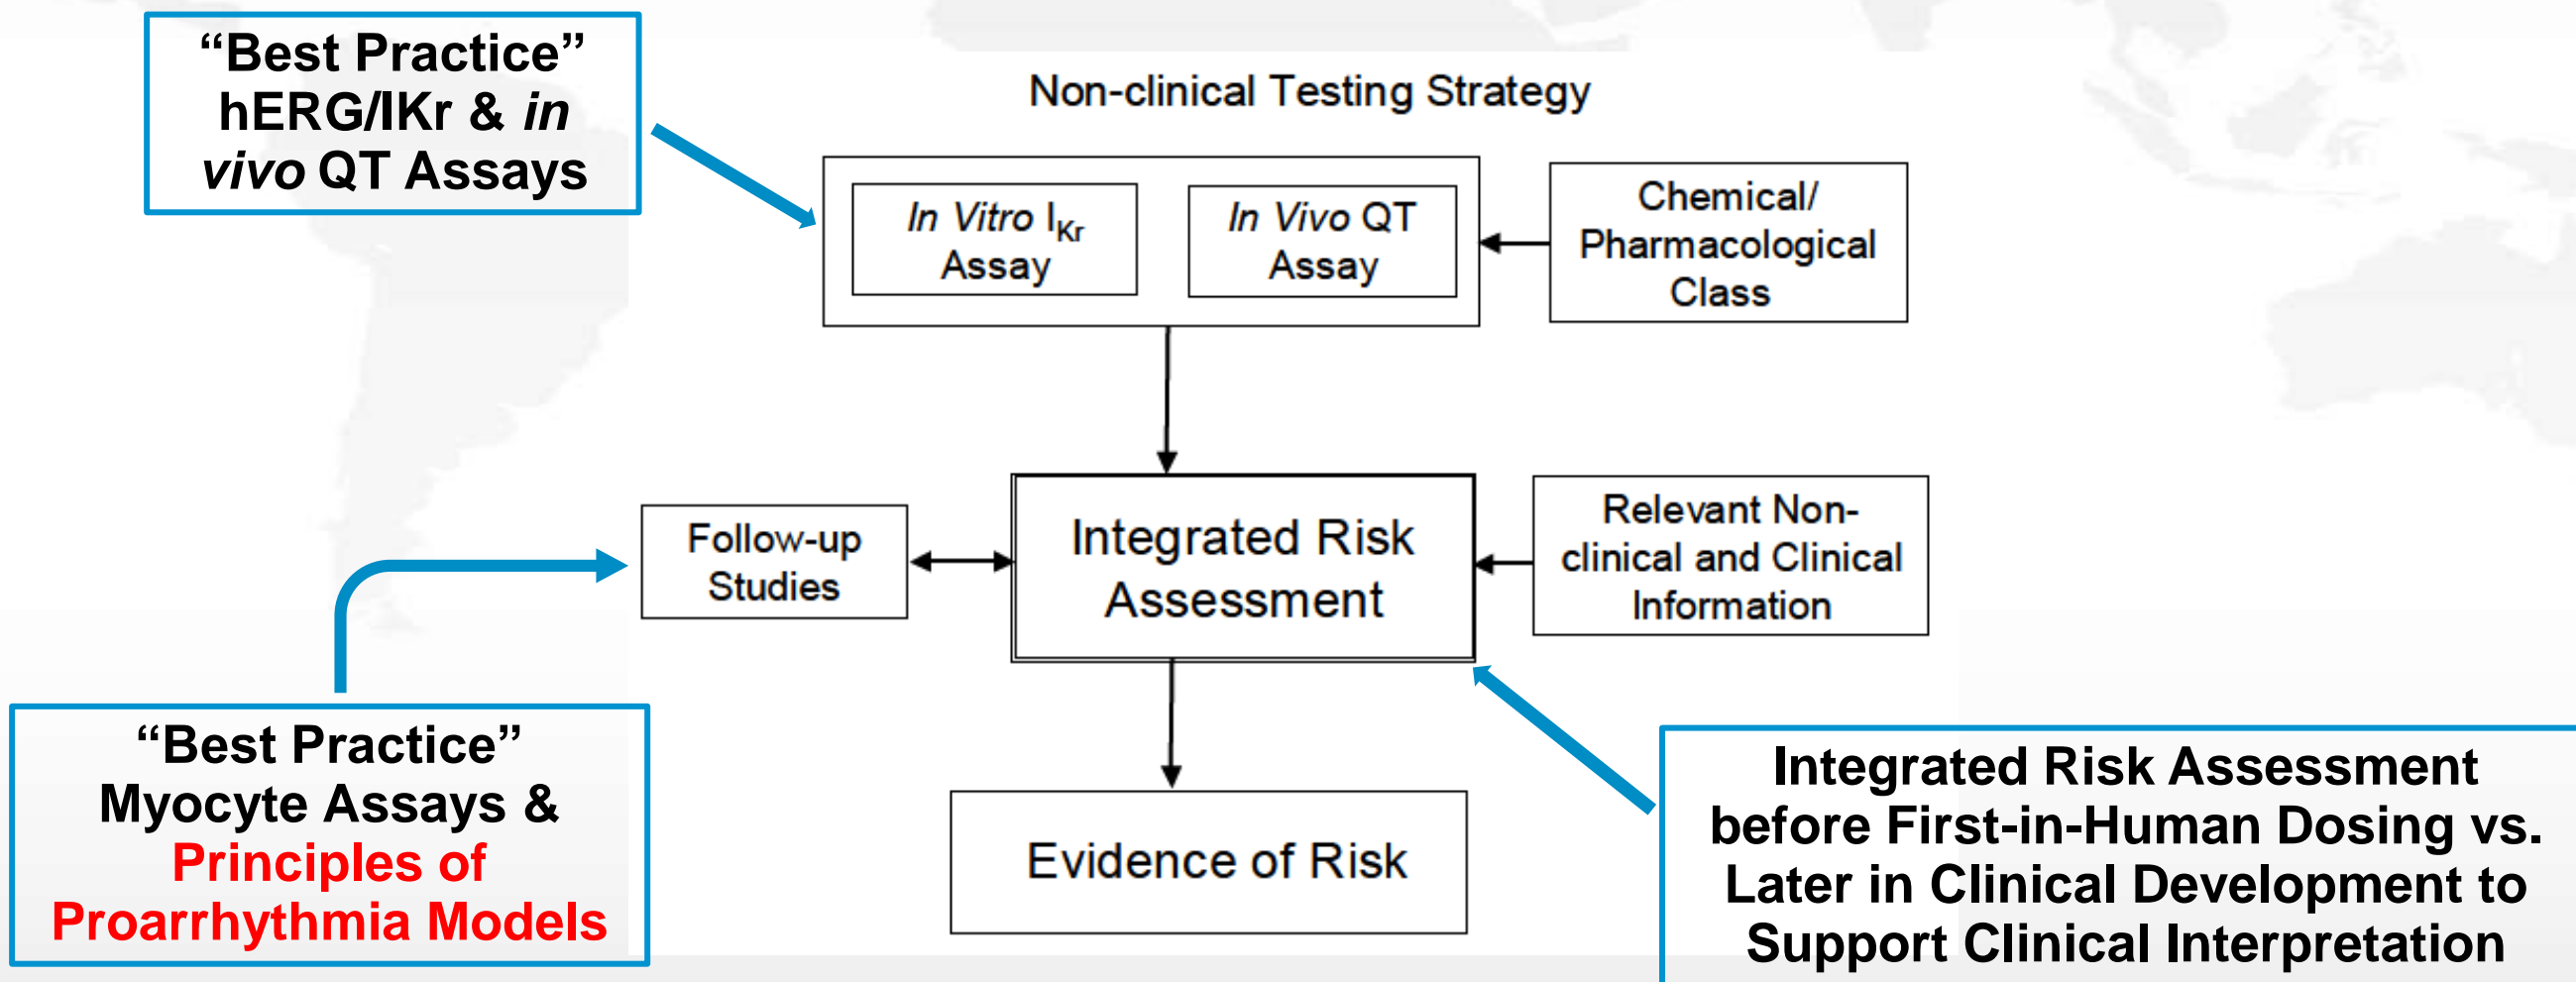 “Best Practice”
hERG/IKr & in
vivo QT Assays
Non-clinical Testing Strategy
In Vitro IKr
Assay
In Vivo QT
Assay
Chemical/
Pharmacological
Class
Follow-up
Studies
Integrated Risk
Assessment
Relevant Non-
clinical and Clinical
Information
“Best Practice”
Myocyte Assays &
Principles of
Proarrhythmia Models
Evidence of Risk
Integrated Risk Assessment
before First-in-Human Dosing vs.
Later in Clinical Development to
Support Clinical Interpretation